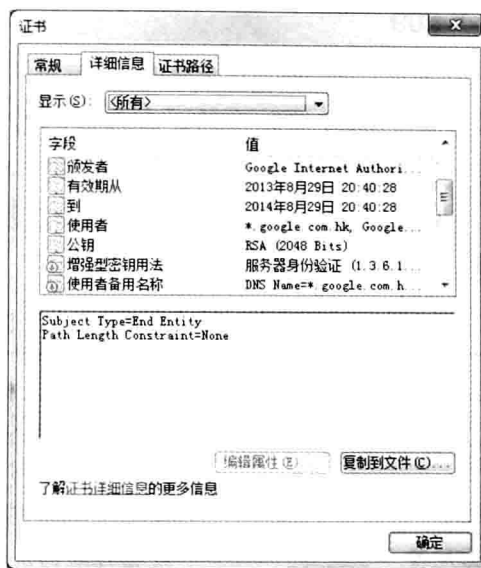 证书
x
常规 详细信息 证书路径
显示(S): <所有>
字段 值
颁发者 Google Internet Authori...
有效期从 2013年8月29日 20:40:28
到 2014年8月29日 20:40:28
使用者 *.google.com.hk, Google...
公钥 RSA (2048 Bits)
增强型密钥用法 服务器身份验证 (1.3.6.1...
使用者备用名称 DNS Name=*.google.com.h...
Subject Type=End Entity
Path Length Constraint=None
编辑属性(E)... 复制到文件(C)...
了解证书详细信息的更多信息
确定